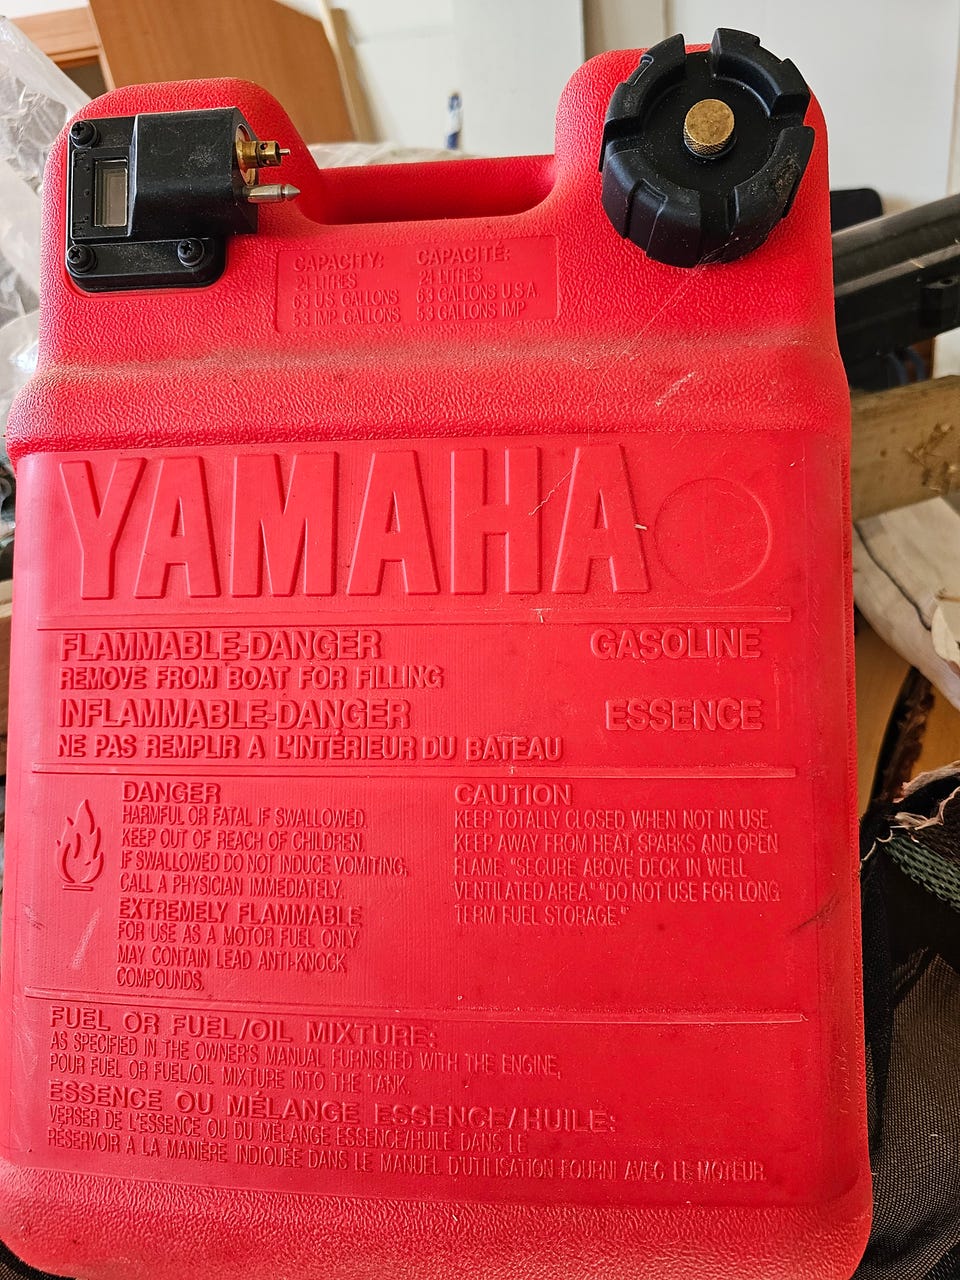 CAPACITY:
24 LITRES
6.3 U.S. GALLONS
5.3 IMP. GALLONS
CAPACITÉ:
24 LITRES
6.3 GALLONS U.S.A.
5.3 GALLONS IMP.
YAMAHA
FLAMMABLE-DANGER GASOLINE
REMOVE FROM BOAT FOR FILLING
INFLAMMABLE-DANGER ESSENCE
NE PAS REMPLIR A L'INTÉRIEUR DU BATEAU
DANGER
HARMFUL OR FATAL IF SWALLOWED.
KEEP OUT OF REACH OF CHILDREN.
IF SWALLOWED DO NOT INDUCE VOMITING.
CALL A PHYSICIAN IMMEDIATELY.
EXTREMELY FLAMMABLE
FOR USE AS A MOTOR FUEL ONLY
MAY CONTAIN LEAD ANTI-KNOCK
COMPOUNDS.
CAUTION
KEEP TOTALLY CLOSED WHEN NOT IN USE.
KEEP AWAY FROM HEAT, SPARKS AND OPEN
FLAME. "SECURE ABOVE DECK IN WELL
VENTILATED AREA." "DO NOT USE FOR LONG
TERM FUEL STORAGE."
FUEL OR FUEL/OIL MIXTURE:
AS SPECIFIED IN THE OWNER'S MANUAL FURNISHED WITH THE ENGINE,
POUR FUEL OR FUEL/OIL MIXTURE INTO THE TANK.
ESSENCE OU MÉLANGE ESSENCE/HUILE:
VERSER DE L'ESSENCE OU DU MÉLANGE ESSENCE/HUILE DANS LE
RÉSERVOIR A LA MANIÈRE INDIQUÉE DANS LE MANUEL D'UTILISATION FOURNI AVEC LE MOTEUR.